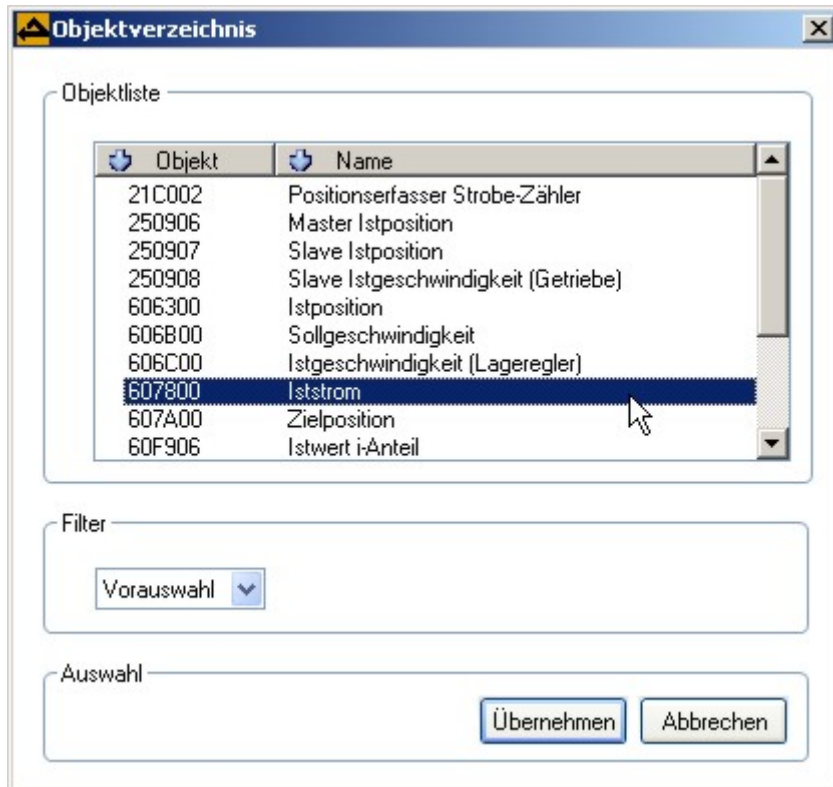 Objektverzeichnis
Objektliste
Objekt Name
21C002 Positionserfasser Strobe-Zähler
250906 Master Istposition
250907 Slave Istposition
250908 Slave Istgeschwindigkeit (Getriebe)
606300 Istposition
606B00 Sollgeschwindigkeit
606C00 Istgeschwindigkeit (Lageregler)
607800 Iststrom
607A00 Zielposition
60F906 Istwert i-Anteil
Filter
Vorauswahl
Auswahl
Übernehmen Abbrechen